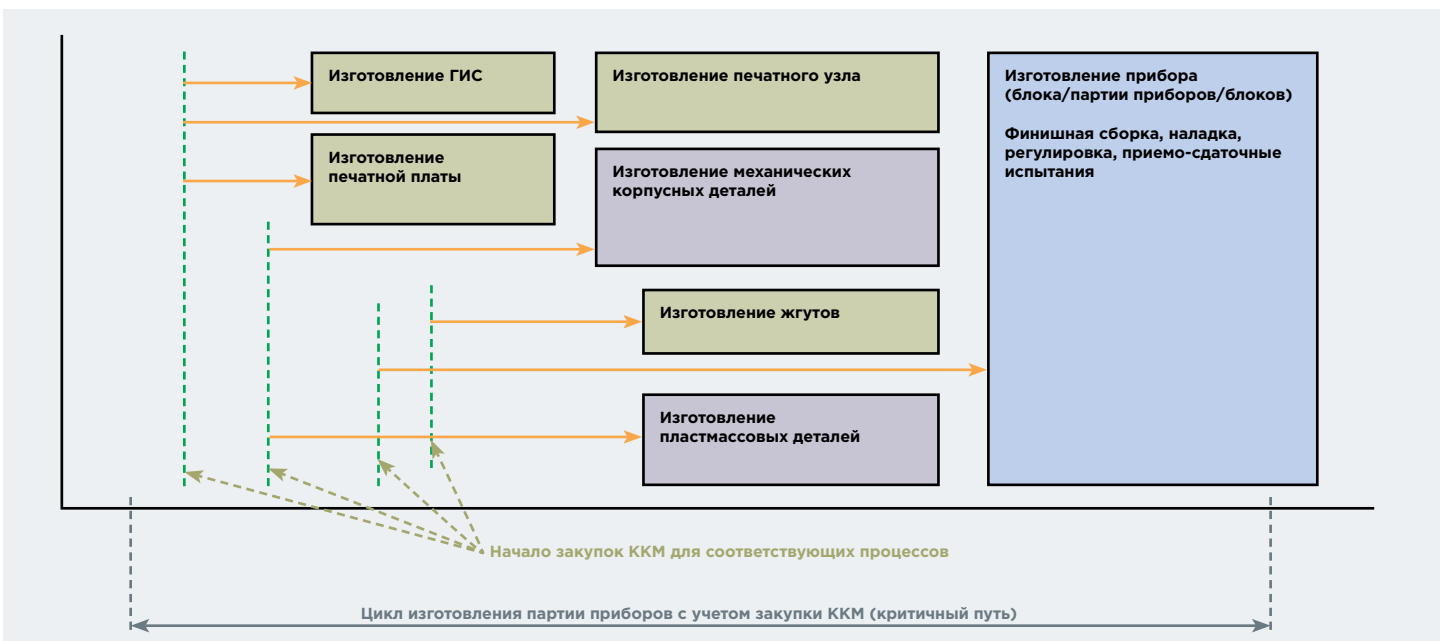 Изготовление ГИС
Изготовление печатного узла
Изготовление прибора
(блока/партии приборов/блоков)
Финишная сборка, наладка,
регулировка, приемо-сдаточные
испытания
Изготовление
печатной платы
Изготовление механических
корпусных деталей
Изготовление жгутов
Изготовление
пластмассовых деталей
Начало закупок ККМ для соответствующих процессов
Цикл изготовления партии приборов с учетом закупки ККМ (критичный путь)